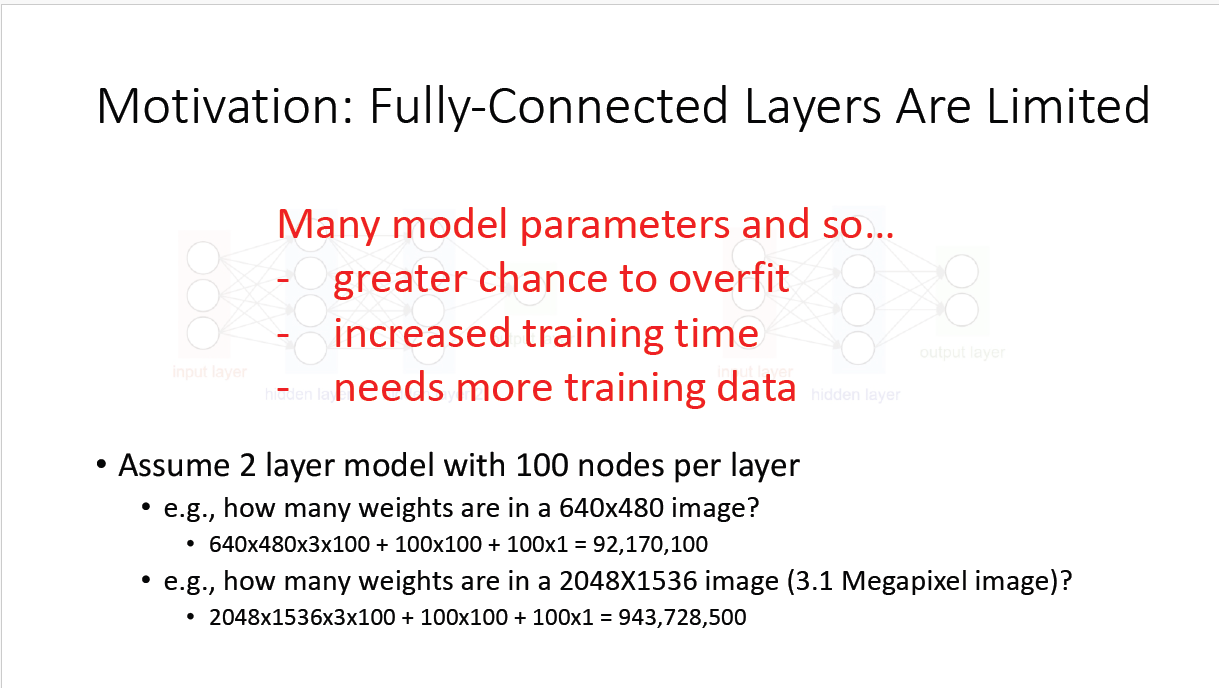 Motivation: Fully-Connected Layers Are Limited
Many model parameters and so…
- greater chance to overfit
- increased training time
- needs more training data
input layer
hidden layer
input layer
hidden layer
output layer
• Assume 2 layer model with 100 nodes per layer
• e.g., how many weights are in a 640x480 image?
• 640x480x3x100 + 100x100 + 100x1 = 92,170,100
• e.g., how many weights are in a 2048X1536 image (3.1 Megapixel image)?
• 2048x1536x3x100 + 100x100 + 100x1 = 943,728,500